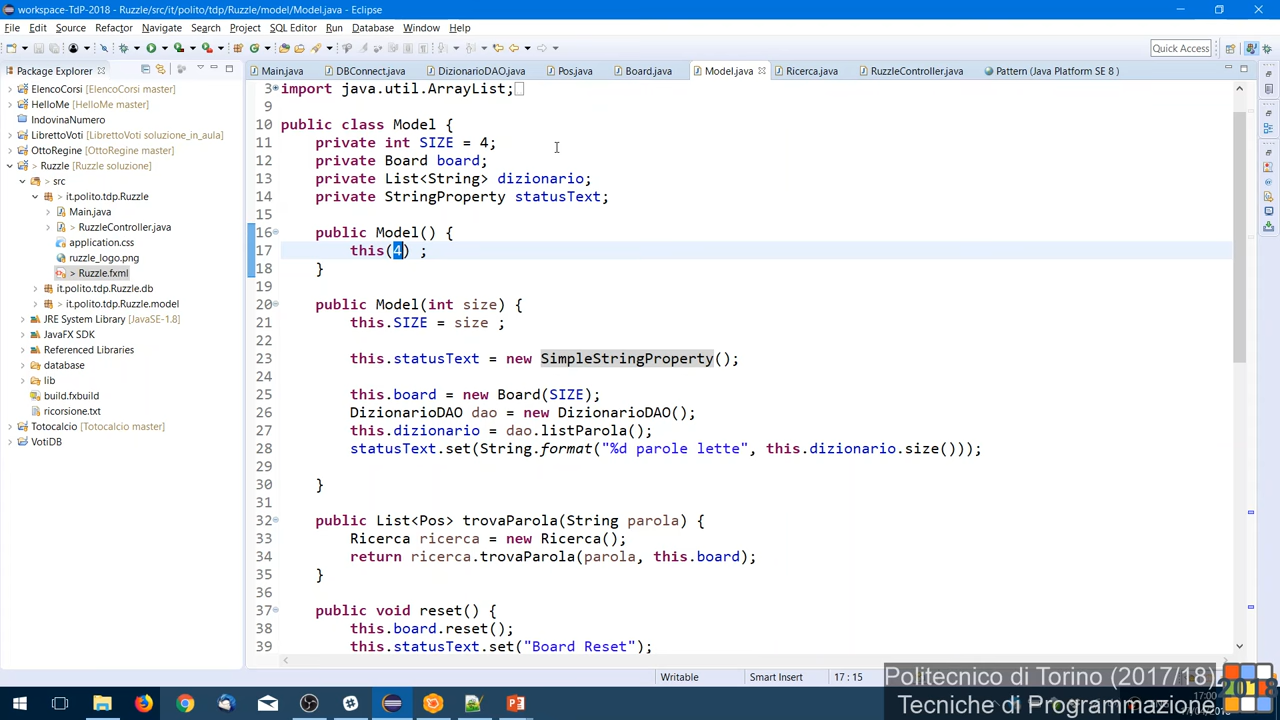 workspace-TdP-2018 - Ruzzle/src/it/polito/tdp/Ruzzle/model/Model.java - Eclipse
File Edit Source Refactor Navigate Search Project SQL Editor Run Database Window Help
Quick Access
Package Explorer
Main.java DBConnect.java DizionarioDAO.java Pos.java Board.java Model.java Ricerca.java RuzzleController.java Pattern (Java Platform SE 8 )
ElencoCorsi [ElencoCorsi master]
HelloMe [HelloMe master]
IndovinaNumero
LibrettoVoti [LibrettoVoti soluzione_in_aula]
OttoRegine [OttoRegine master]
> Ruzzle [Ruzzle soluzione]
src
> it.polito.tdp.Ruzzle
Main.java
> RuzzleController.java
application.css
ruzzle_logo.png
> Ruzzle.fxml
it.polito.tdp.Ruzzle.db
> it.polito.tdp.Ruzzle.model
JRE System Library [JavaSE-1.8]
JavaFX SDK
Referenced Libraries
database
lib
build.fxbuild
ricorsione.txt
Totocalcio [Totocalcio master]
VotiDB
3 import java.util.ArrayList;
9
10 public class Model {
11 private int SIZE = 4;
12 private Board board;
13 private List<String> dizionario;
14 private StringProperty statusText;
15
16 public Model() {
17 this(4) ;
18 }
19
20 public Model(int size) {
21 this.SIZE = size ;
22
23 this.statusText = new SimpleStringProperty();
24
25 this.board = new Board(SIZE);
26 DizionarioDAO dao = new DizionarioDAO();
27 this.dizionario = dao.listParola();
28 statusText.set(String.format("%d parole lette", this.dizionario.size()));
29
30 }
31
32 public List<Pos> trovaParola(String parola) {
33 Ricerca ricerca = new Ricerca();
34 return ricerca.trovaParola(parola, this.board);
35 }
36
37 public void reset() {
38 this.board.reset();
39 this.statusText.set("Board Reset");
Writable Smart Insert 17 : 15
Politecnico di Torino (2017/18)
Tecniche di Programmazione
2018
17:00